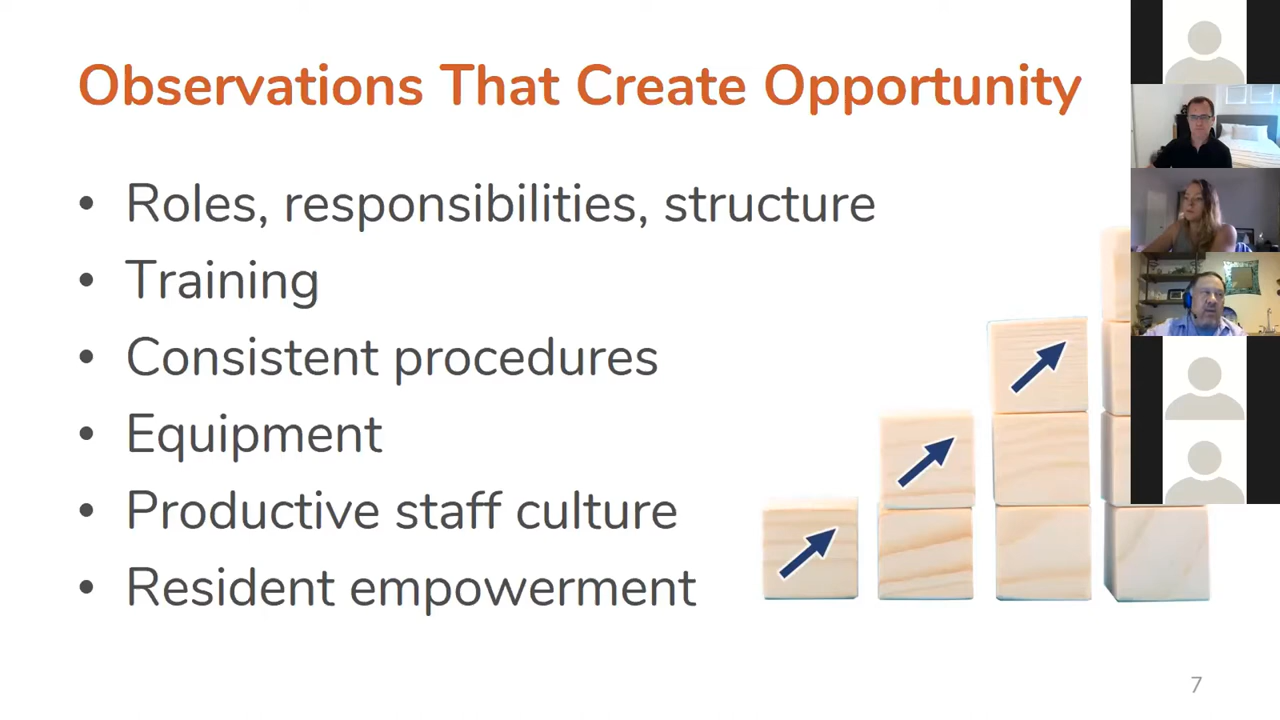 Observations That Create Opportunity
• Roles, responsibilities, structure
• Training
• Consistent procedures
• Equipment
• Productive staff culture
• Resident empowerment
7